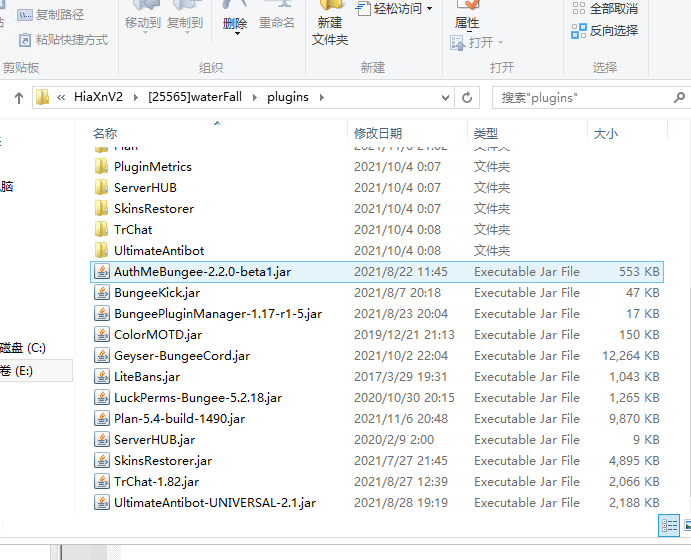 复制路径
粘贴快捷方式
剪贴板
移动到 复制到 删除 重命名
组织
新建
文件夹
轻松访问
新建
属性
打开
打开
全部取消
反向选择
选择
« HiaXnV2 › [25565]waterFall › plugins ›
搜索"plugins"
名称 修改日期 类型 大小
Plan 2021/11/6 21:02 文件夹
PluginMetrics 2021/10/4 0:07 文件夹
ServerHUB 2021/10/4 0:07 文件夹
SkinsRestorer 2021/10/4 0:07 文件夹
TrChat 2021/10/4 0:08 文件夹
UltimateAntibot 2021/10/4 0:08 文件夹
AuthMeBungee-2.2.0-beta1.jar 2021/8/22 11:45 Executable Jar File 553 KB
BungeeKick.jar 2021/8/7 20:18 Executable Jar File 47 KB
BungeePluginManager-1.17-r1-5.jar 2021/8/23 20:04 Executable Jar File 17 KB
ColorMOTD.jar 2019/12/21 21:13 Executable Jar File 150 KB
Geyser-BungeeCord.jar 2021/10/2 22:04 Executable Jar File 12,264 KB
LiteBans.jar 2017/3/29 19:31 Executable Jar File 1,043 KB
LuckPerms-Bungee-5.2.18.jar 2020/10/30 20:15 Executable Jar File 1,265 KB
Plan-5.4-build-1490.jar 2021/11/6 20:48 Executable Jar File 9,870 KB
ServerHUB.jar 2020/2/9 2:00 Executable Jar File 9 KB
SkinsRestorer.jar 2021/7/27 21:45 Executable Jar File 4,895 KB
TrChat-1.82.jar 2021/8/27 12:39 Executable Jar File 2,066 KB
UltimateAntibot-UNIVERSAL-2.1.jar 2021/8/28 19:19 Executable Jar File 2,188 KB
脑
磁盘 (C:)
卷 (E:)